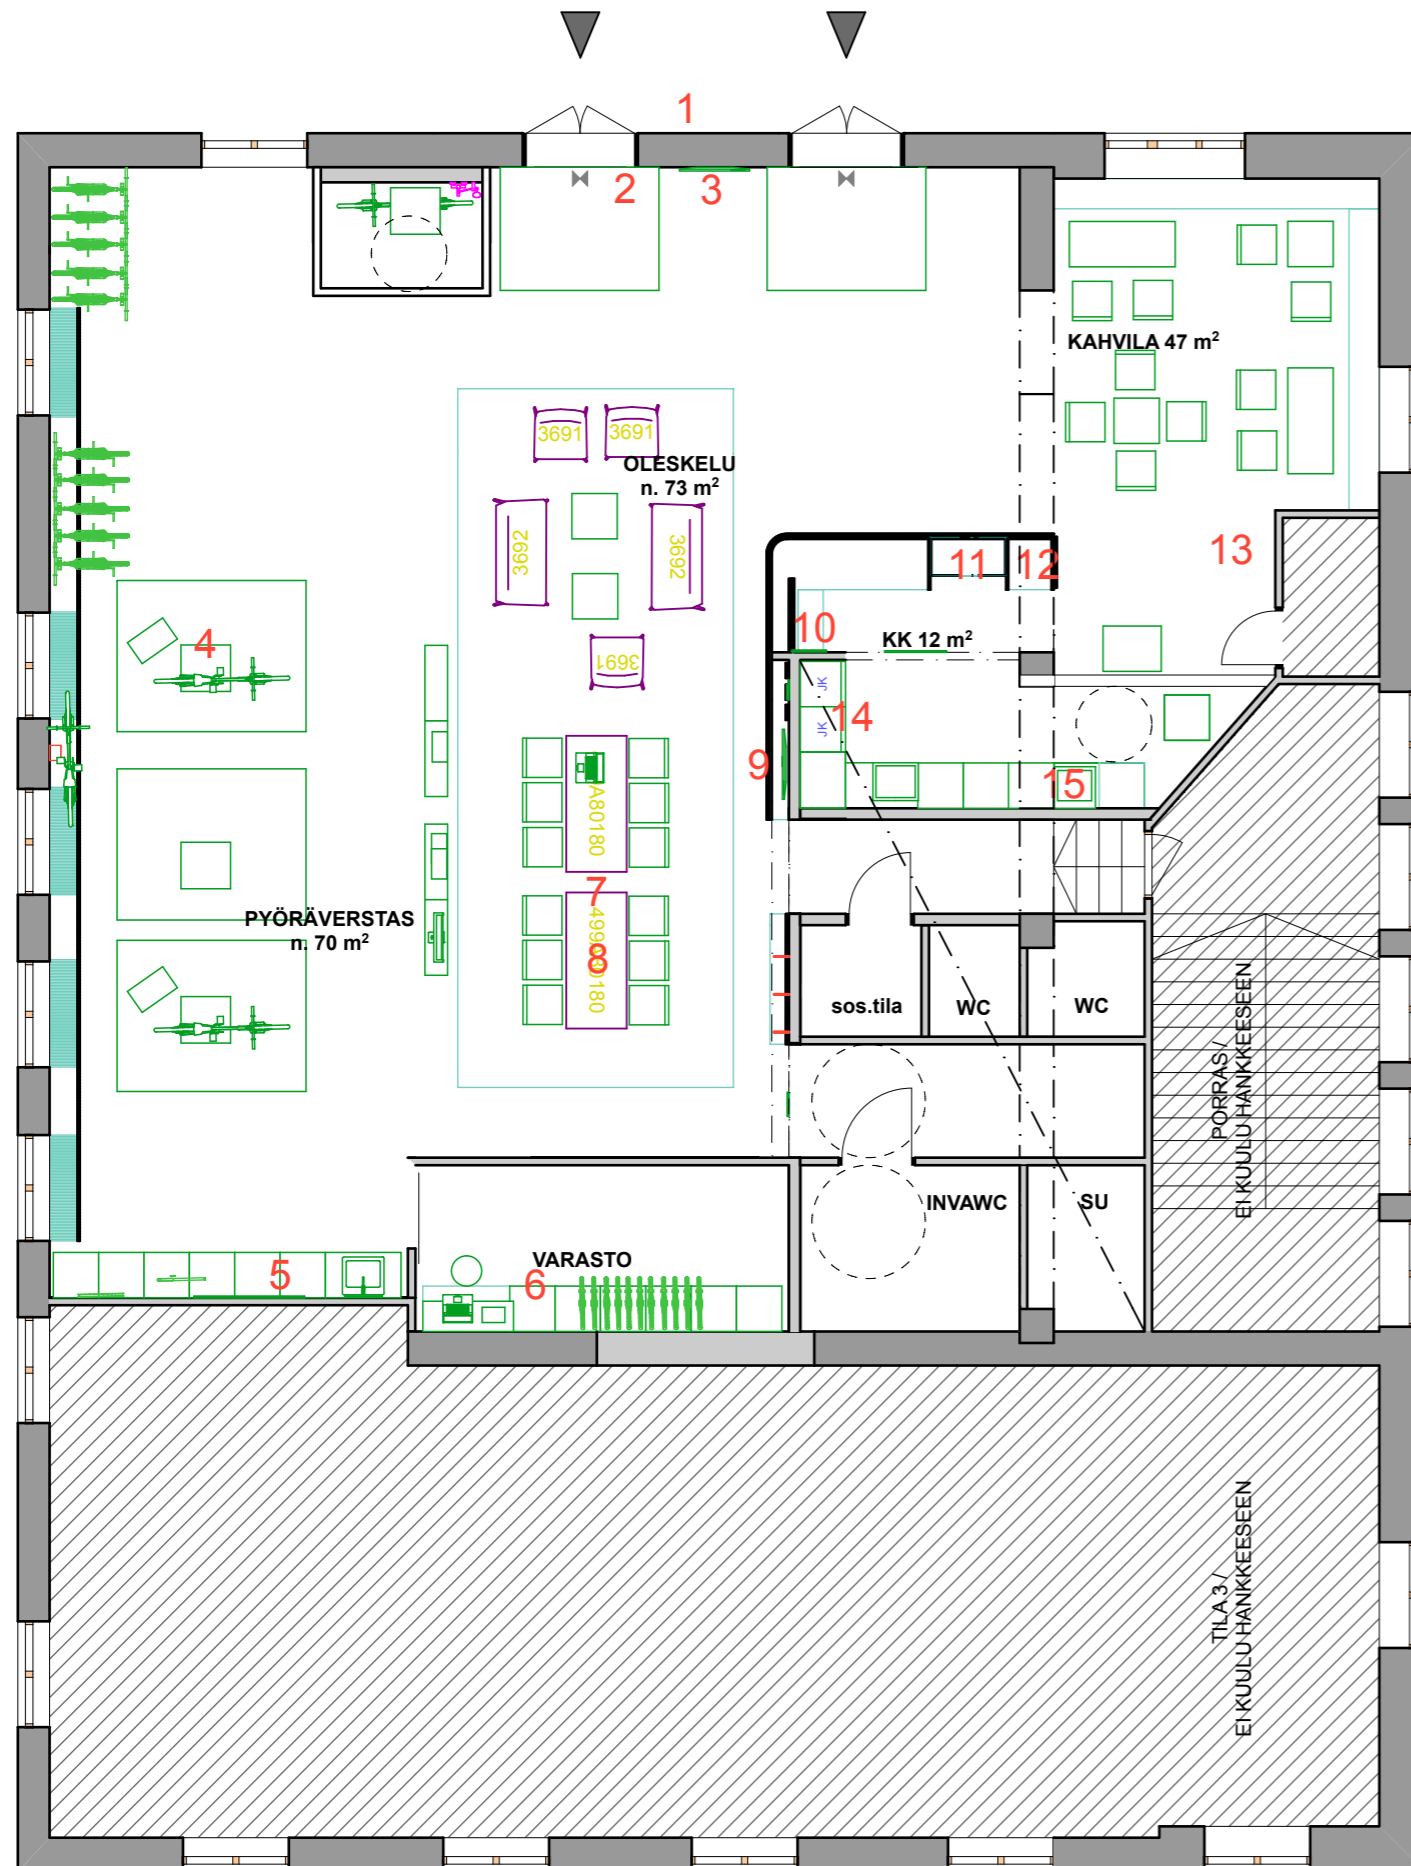 1
2
3
KAHVILA 47 m²
3691
3691
OLESKELU
n. 73 m²
3692
3692
13
11
12
4
10
KK 12 m²
3691
JK
JK
14
9
15
A80180
7
PYÖRÄVERSTAS
n. 70 m²
8
sos.tila
WC
WC
PORRAS /
EI KUULU HANKKEESEEN
INVAWC
SU
VARASTO
5
6
TILA 3 /
EI KUULU HANKKEESEEN